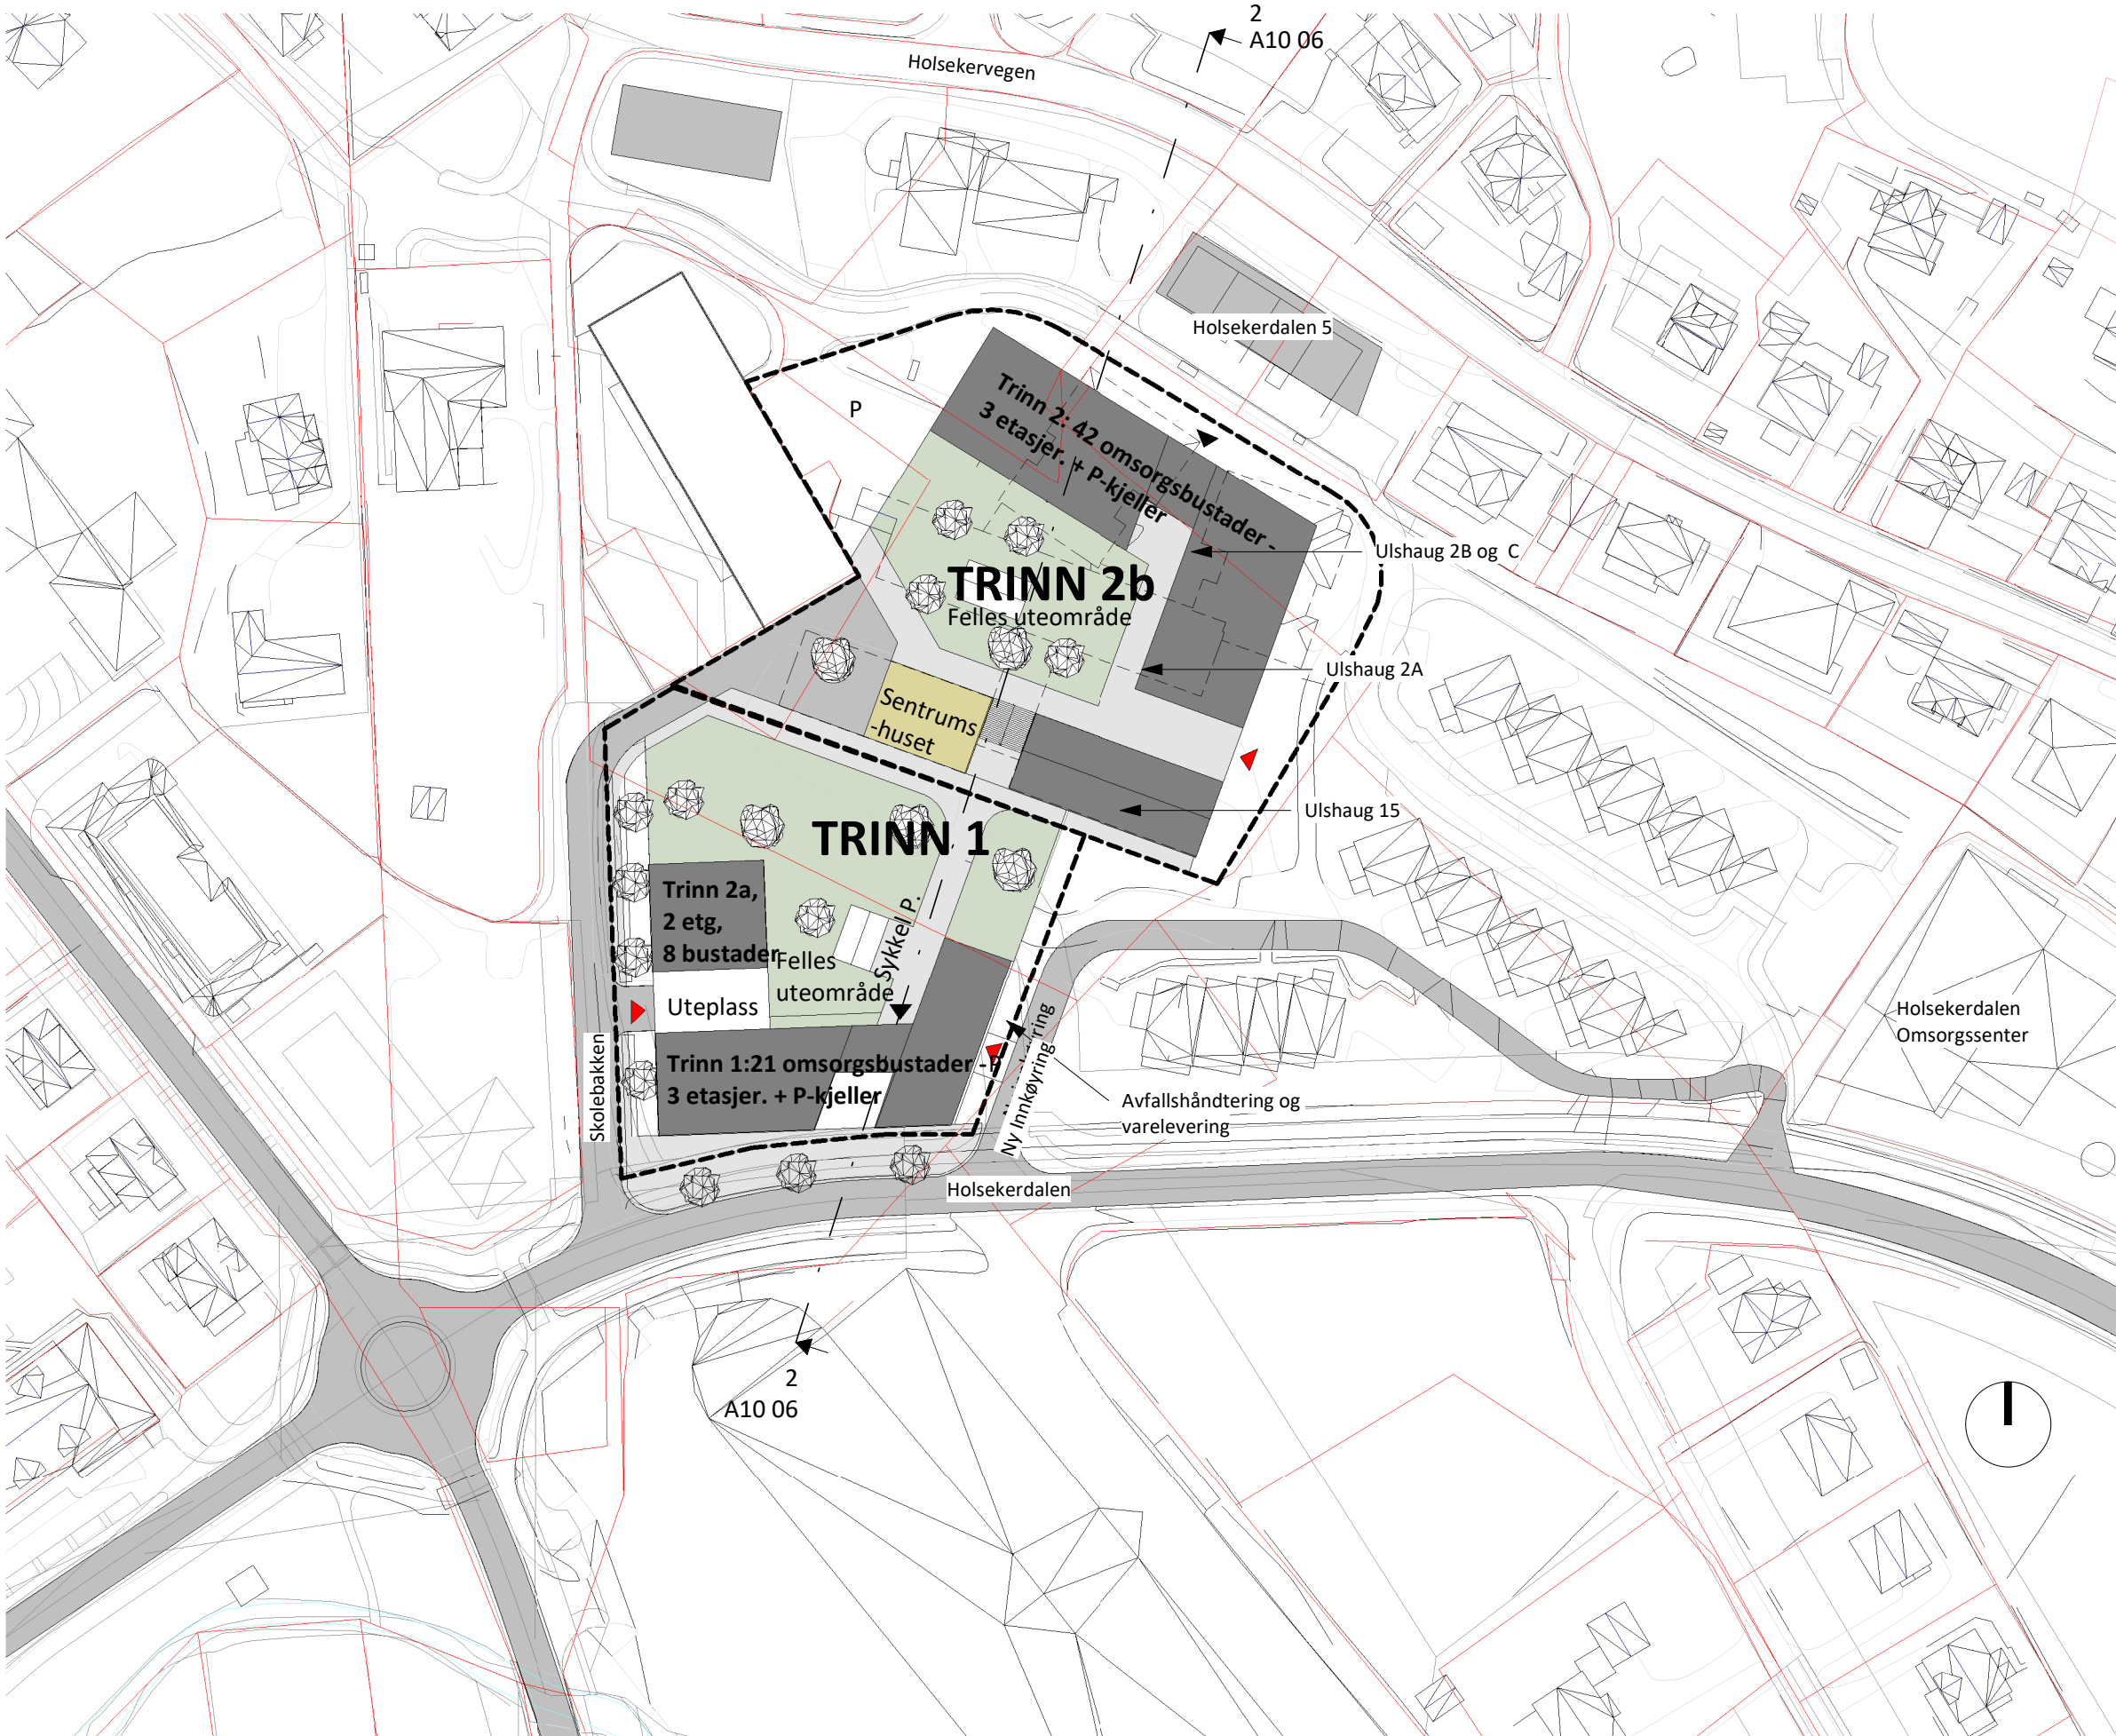 2
A10 06
Holsekervegen
Holsekerdalen 5
P
Trinn 2: 42 omsorgsbustader -
3 etasjer. + P-kjeller
Ulshaug 2B og C
TRINN 2b
Felles uteområde
Ulshaug 2A
Sentrums
-huset
Ulshaug 15
TRINN 1
Trinn 2a,
2 etg,
8 bustader
Sykkel P.
Felles
uteområde
Uteplass
Holsekerdalen
Omsorgssenter
Skolebakken
Trinn 1:21 omsorgsbustader -
3 etasjer. + P-kjeller
Ny Innkøyring
Avfallshåndtering og
varelevering
Holsekerdalen
2
A10 06